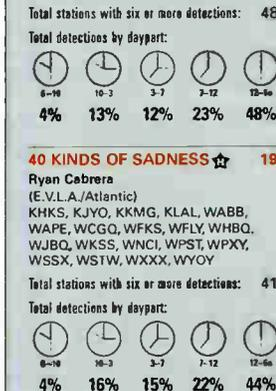 Total stations with six or more detections: 48
Total detections by daypart:
6–10 10–3 3–7 7–12 12–6a
4% 13% 12% 23% 48%
40 KINDS OF SADNESS 19
Ryan Cabrera
(E.V.L.A./Atlantic)
KHKS, KJYO, KKMG, KLAL, WABB,
WAPE, WCGQ, WFKS, WFLY, WHBQ,
WJBQ, WKSS, WNCI, WPST, WPXY,
WSSX, WSTW, WXXX, WYOY
Total stations with six or more detections: 41
Total detections by daypart:
6–10 10–3 3–7 7–12 12–6a
4% 16% 15% 22% 44%